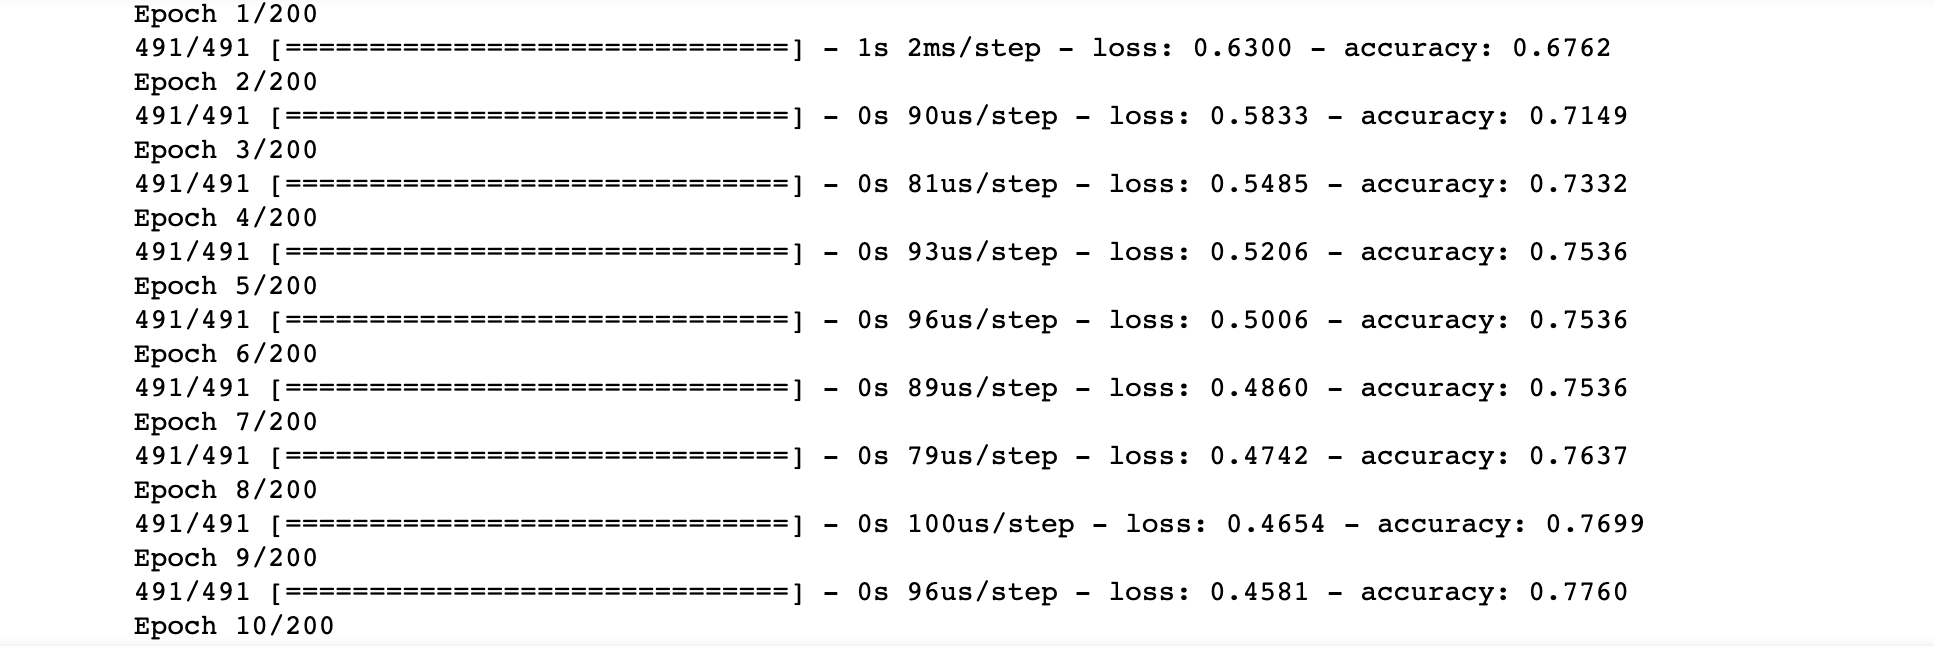 Epoch 1/200
491/491 [==============================] - 1s 2ms/step - loss: 0.6300 - accuracy: 0.6762
Epoch 2/200
491/491 [==============================] - 0s 90us/step - loss: 0.5833 - accuracy: 0.7149
Epoch 3/200
491/491 [==============================] - 0s 81us/step - loss: 0.5485 - accuracy: 0.7332
Epoch 4/200
491/491 [==============================] - 0s 93us/step - loss: 0.5206 - accuracy: 0.7536
Epoch 5/200
491/491 [==============================] - 0s 96us/step - loss: 0.5006 - accuracy: 0.7536
Epoch 6/200
491/491 [==============================] - 0s 89us/step - loss: 0.4860 - accuracy: 0.7536
Epoch 7/200
491/491 [==============================] - 0s 79us/step - loss: 0.4742 - accuracy: 0.7637
Epoch 8/200
491/491 [==============================] - 0s 100us/step - loss: 0.4654 - accuracy: 0.7699
Epoch 9/200
491/491 [==============================] - 0s 96us/step - loss: 0.4581 - accuracy: 0.7760
Epoch 10/200